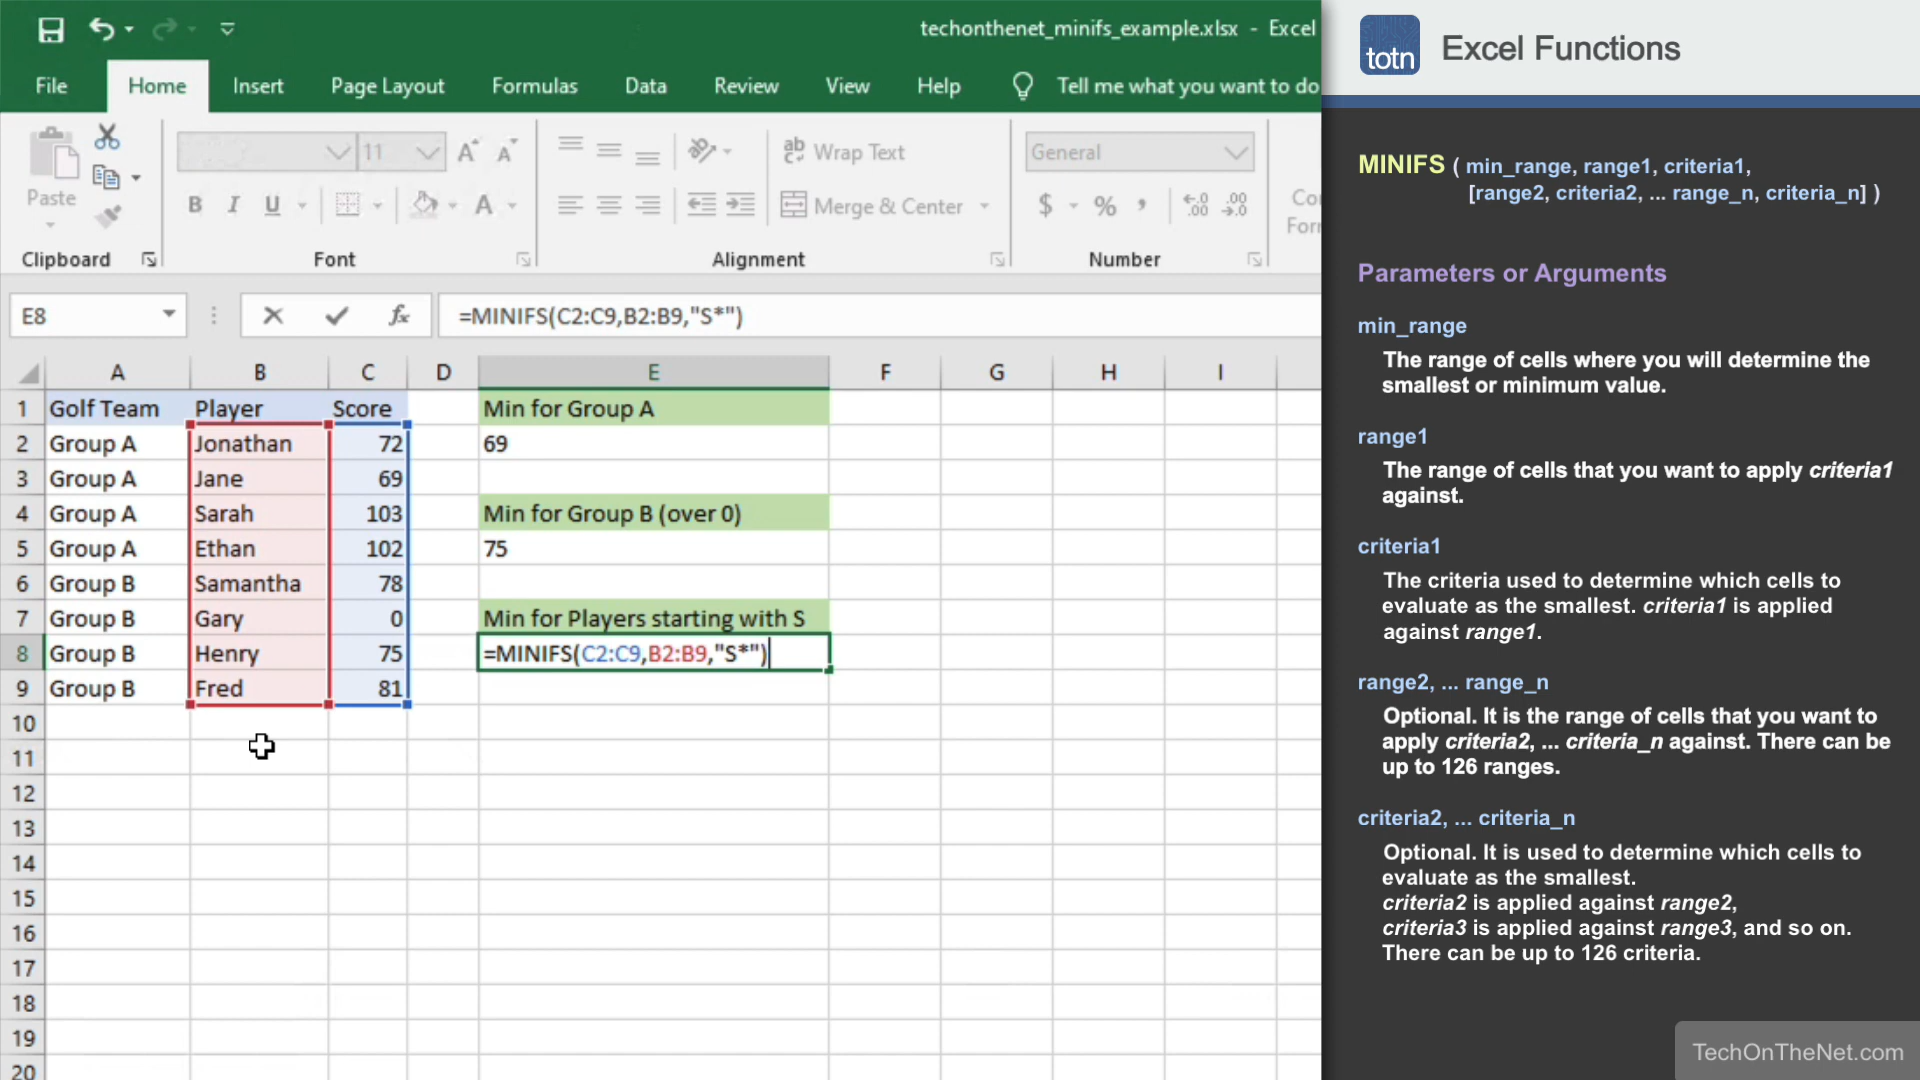 techonthenet_minifs_example.xlsx - Excel
File Home Insert Page Layout Formulas Data Review View Help Tell me what you want to do
Paste
11
A A
ab Wrap Text
General
B I U A
Merge & Center
$ % ,
.00
.00
Clipboard Font Alignment Number
E8 fx =MINIFS(C2:C9,B2:B9,"S*")
A B C D E F G H I
1 Golf Team Player Score Min for Group A
2 Group A Jonathan 72 69
3 Group A Jane 69
4 Group A Sarah 103 Min for Group B (over 0)
5 Group A Ethan 102 75
6 Group B Samantha 78
7 Group B Gary 0 Min for Players starting with S
8 Group B Henry 75 =MINIFS(C2:C9,B2:B9,"S*")
9 Group B Fred 81
10
11
12
13
14
15
16
17
18
19
20
totn Excel Functions
MINIFS ( min_range, range1, criteria1,
[range2, criteria2, ... range_n, criteria_n] )
Parameters or Arguments
min_range
The range of cells where you will determine the
smallest or minimum value.
range1
The range of cells that you want to apply criteria1
against.
criteria1
The criteria used to determine which cells to
evaluate as the smallest. criteria1 is applied
against range1.
range2, ... range_n
Optional. It is the range of cells that you want to
apply criteria2, ... criteria_n against. There can be
up to 126 ranges.
criteria2, ... criteria_n
Optional. It is used to determine which cells to
evaluate as the smallest.
criteria2 is applied against range2,
criteria3 is applied against range3, and so on.
There can be up to 126 criteria.
TechOnTheNet.com